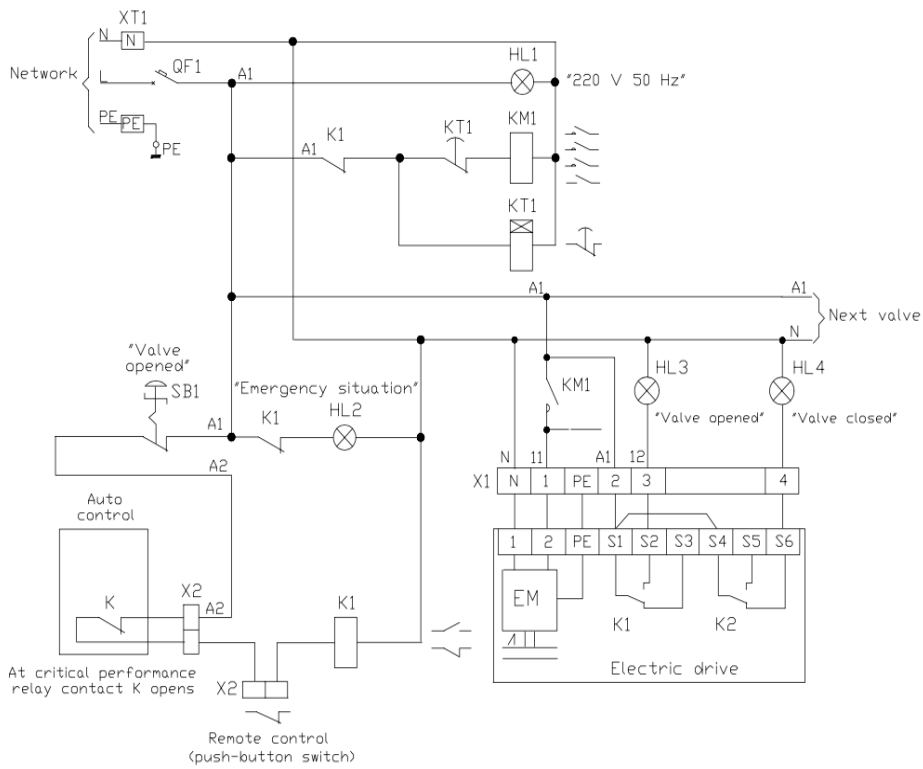 XT1
N N
Network
L QF1 A1 HL1 "220 V 50 Hz"
PE PE
PE
A1 K1 KT1 KM1
KT1
A1 A1
Next valve
N
"Valve
opened"
SB1
"Emergency situation"
A1 K1 HL2
A2
KM1
HL3
"Valve opened"
HL4
"Valve closed"
N 11 A1 12
X1 N 1 PE 2 3 4
1 2 PE S1 S2 S3 S4 S5 S6
EM
K1 K2
Electric drive
Auto
control
K X2 A2
K1
At critical performance
relay contact K opens
X2
Remote control
(push-button switch)